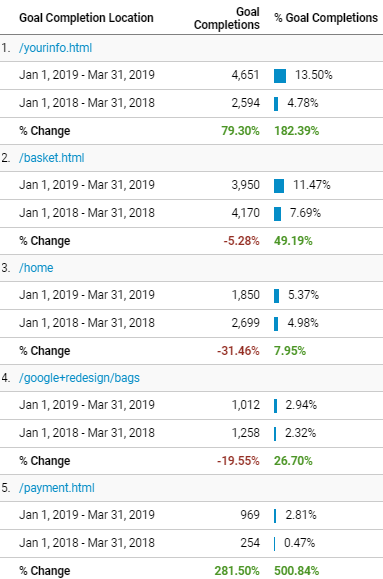 Goal Completion Location Goal Completions % Goal Completions
1. /yourinfo.html
Jan 1, 2019 - Mar 31, 2019 4,651 13.50%
Jan 1, 2018 - Mar 31, 2018 2,594 4.78%
% Change 79.30% 182.39%
2. /basket.html
Jan 1, 2019 - Mar 31, 2019 3,950 11.47%
Jan 1, 2018 - Mar 31, 2018 4,170 7.69%
% Change -5.28% 49.19%
3. /home
Jan 1, 2019 - Mar 31, 2019 1,850 5.37%
Jan 1, 2018 - Mar 31, 2018 2,699 4.98%
% Change -31.46% 7.95%
4. /google+redesign/bags
Jan 1, 2019 - Mar 31, 2019 1,012 2.94%
Jan 1, 2018 - Mar 31, 2018 1,258 2.32%
% Change -19.55% 26.70%
5. /payment.html
Jan 1, 2019 - Mar 31, 2019 969 2.81%
Jan 1, 2018 - Mar 31, 2018 254 0.47%
% Change 281.50% 500.84%